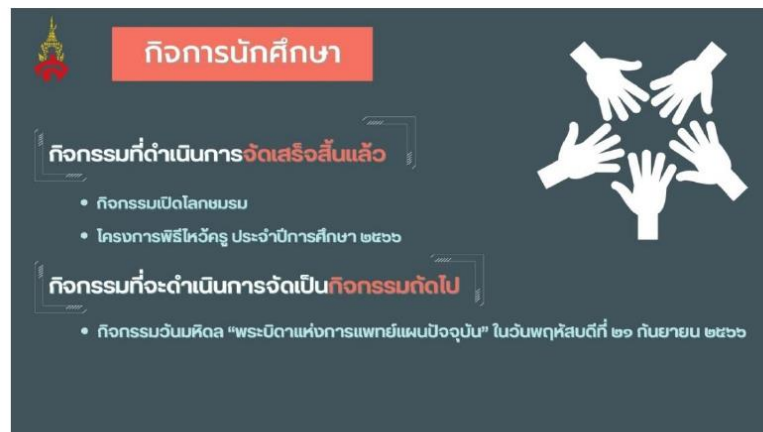 กิจการนักศึกษา
กิจกรรมที่ดำเนินการจัดเสร็จสิ้นแล้ว
• กิจกรรมเปิดโลกชมรม
• โครงการพิธีไหว้ครู ประจำปีการศึกษา ๒๕๖๖
กิจกรรมที่จะดำเนินการจัดเป็นกิจกรรมถัดไป
• กิจกรรมวันมหิดล “พระบิดาแห่งการแพทย์แผนปัจจุบัน” ในวันพฤหัสบดีที่ ๒๑ กันยายน ๒๕๖๖